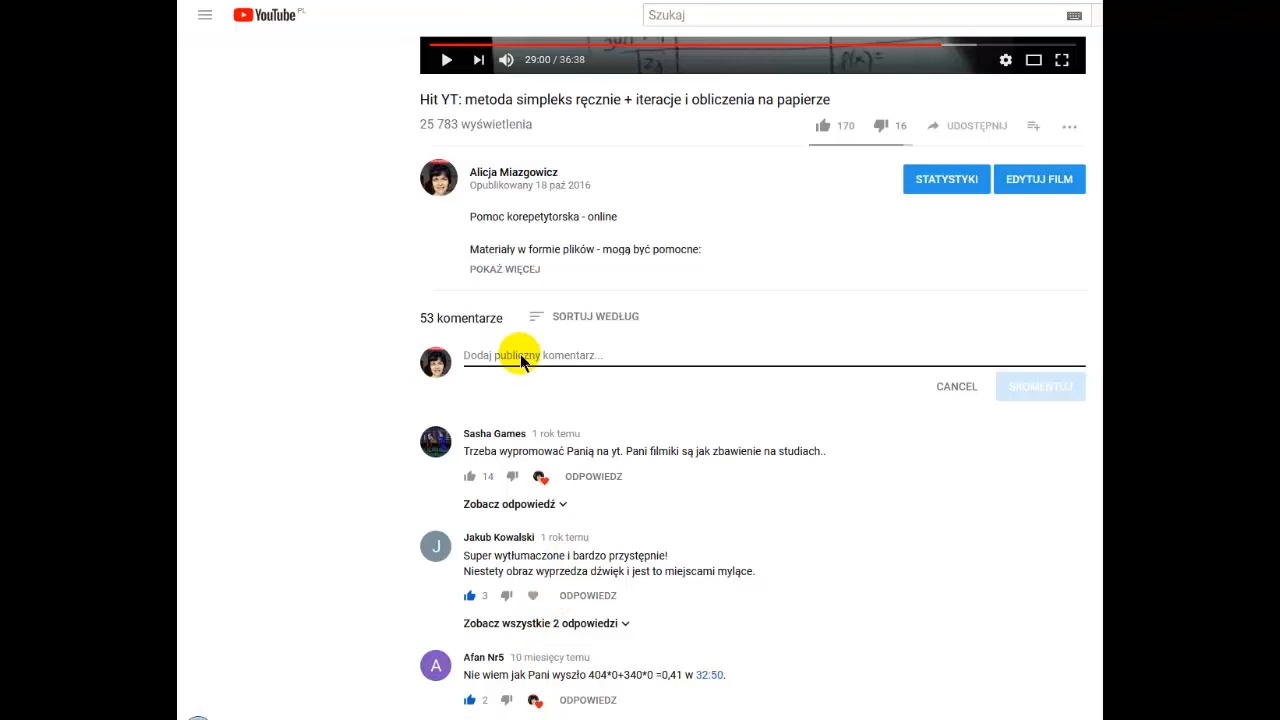 YouTube PL
Szukaj
29:00 / 36:38
Hit YT: metoda simpleks ręcznie + iteracje i obliczenia na papierze
25 783 wyświetlenia
170
16
UDOSTĘPNIJ
Alicja Miazgowicz
Opublikowany 18 paź 2016
STATYSTYKI
EDYTUJ FILM
Pomoc korepetytorska - online
Materiały w formie plików - mogą być pomocne:
POKAŻ WIĘCEJ
53 komentarze
SORTUJ WEDŁUG
Dodaj publiczny komentarz...
CANCEL
SKOMENTUJ
Sasha Games 1 rok temu
Trzeba wypromować Panią na yt. Pani filmiki są jak zbawienie na studiach..
14
ODPOWIEDZ
Zobacz odpowiedź
J
Jakub Kowalski 1 rok temu
Super wytłumaczone i bardzo przystępnie!
Niestety obraz wyprzedza dźwięk i jest to miejscami mylące.
3
ODPOWIEDZ
Zobacz wszystkie 2 odpowiedzi
A
Afan Nr5 10 miesięcy temu
Nie wiem jak Pani wyszło 404*0+340*0 =0,41 w 32:50.
2
ODPOWIEDZ